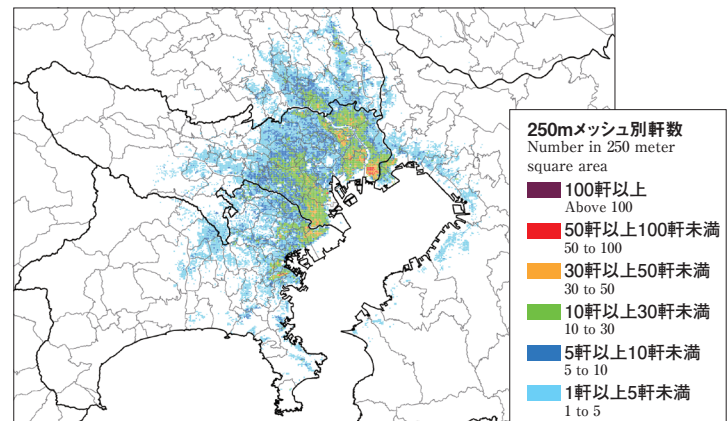 250mメッシュ別軒数
Number in 250 meter
square area
100軒以上
Above 100
50軒以上100軒未満
50 to 100
30軒以上50軒未満
30 to 50
10軒以上30軒未満
10 to 30
5軒以上10軒未満
5 to 10
1軒以上5軒未満
1 to 5